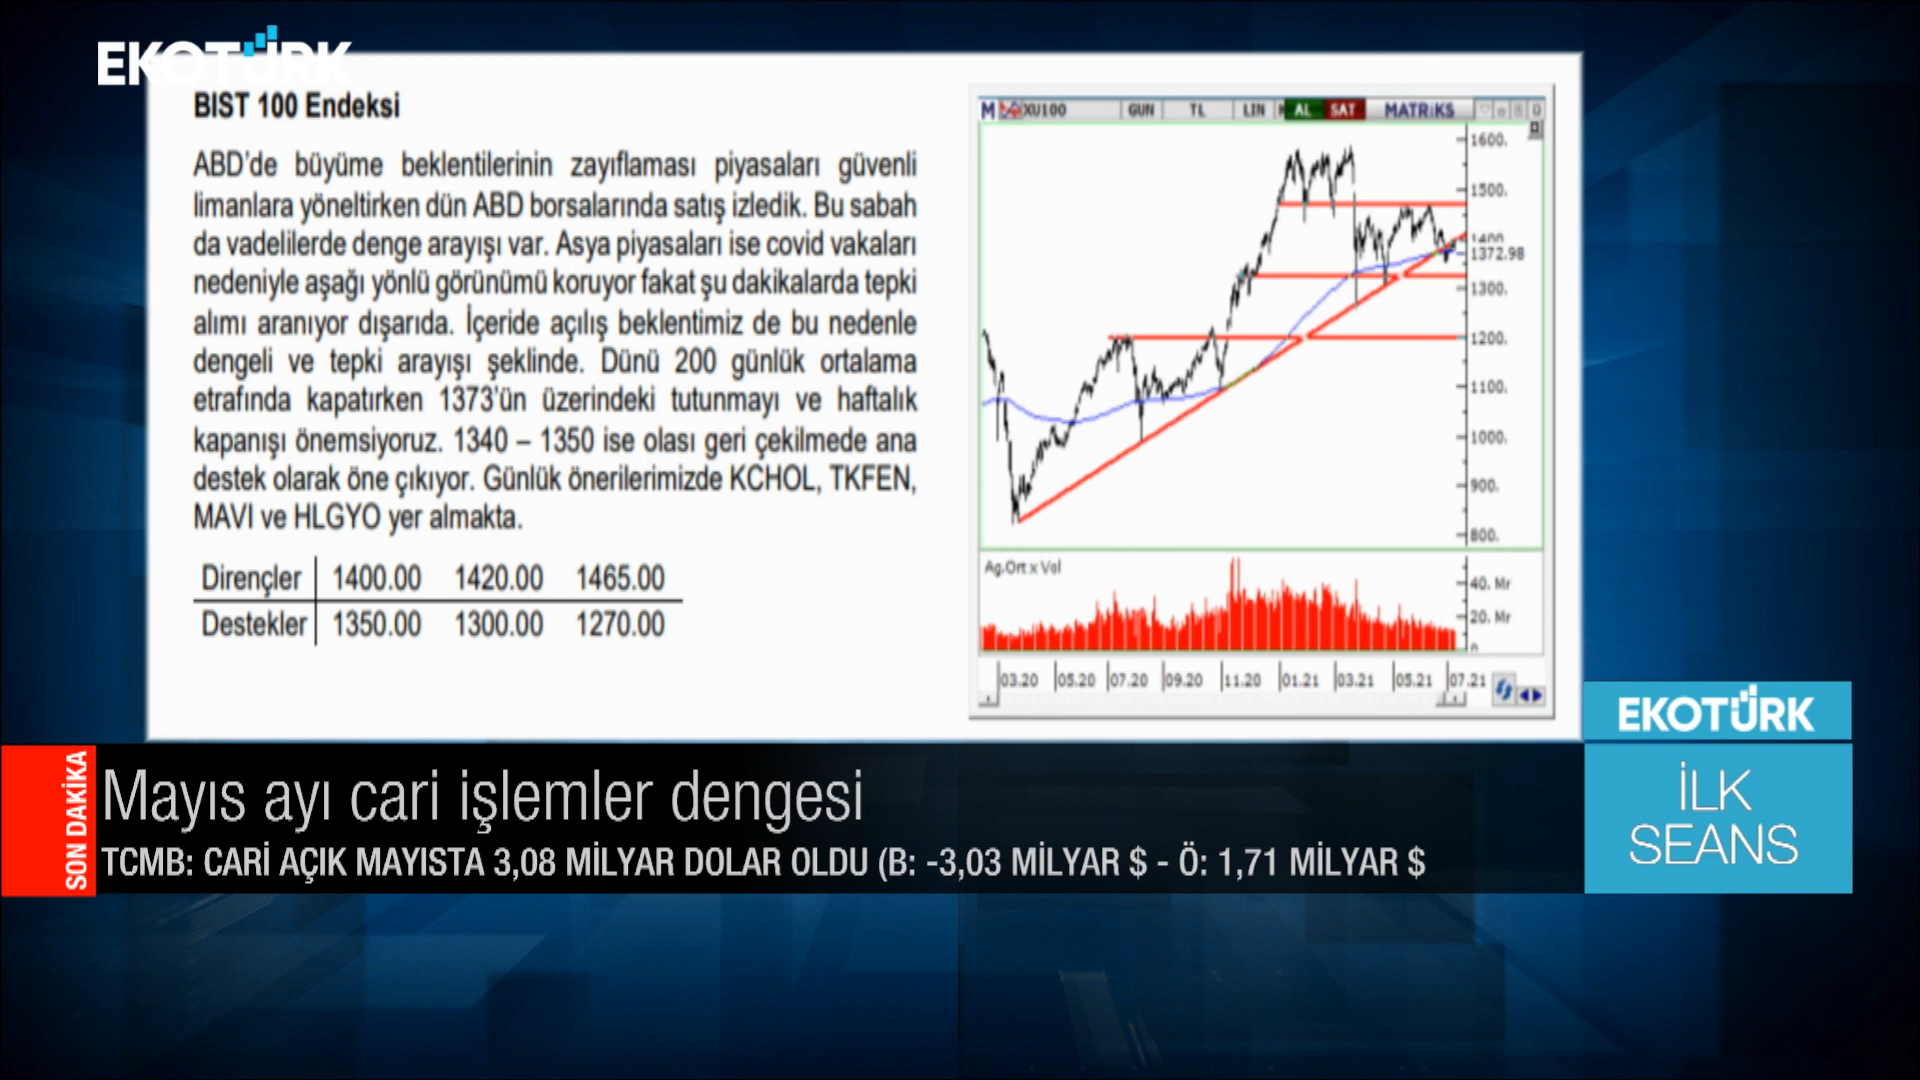 EKOTÜRK
BIST 100 Endeksi
ABD'de büyüme beklentilerinin zayıflaması piyasaları güvenli
limanlara yöneltirken dün ABD borsalarında satış izledik. Bu sabah
da vadelilerde denge arayışı var. Asya piyasaları ise covid vakaları
nedeniyle aşağı yönlü görünümü koruyor fakat şu dakikalarda tepki
alımı aranıyor dışarıda. İçeride açılış beklentimiz de bu nedenle
dengeli ve tepki arayışı şeklinde. Dünü 200 günlük ortalama
etrafında kapatırken 1373'ün üzerindeki tutunmayı ve haftalık
kapanışı önemsiyoruz. 1340 – 1350 ise olası geri çekilmede ana
destek olarak öne çıkıyor. Günlük önerilerimizde KCHOL, TKFEN,
MAVI ve HLGYO yer almakta.
Dirençler 1400.00 1420.00 1465.00
Destekler 1350.00 1300.00 1270.00
M XU100 GUN TL LIN AL SAT MATRiKS
1600.
1500.
1400.
1372.98
1300.
1200.
1100.
1000.
900.
800.
Ag.Ort x Vol
40. Mr
20. Mr
0
03.20 05.20 07.20 09.20 11.20 01.21 03.21 05.21 07.21
EKOTÜRK
İLK
SEANS
SON DAKİKA
Mayıs ayı cari işlemler dengesi
TCMB: CARİ AÇIK MAYISTA 3,08 MİLYAR DOLAR OLDU (B: -3,03 MİLYAR $ - Ö: 1,71 MİLYAR $